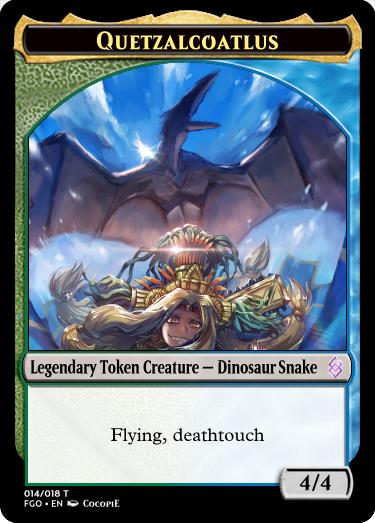 Quetzalcoatlus
Legendary Token Creature — Dinosaur Snake
Flying, deathtouch
4/4
014/018 T
FGO • EN CocopiE